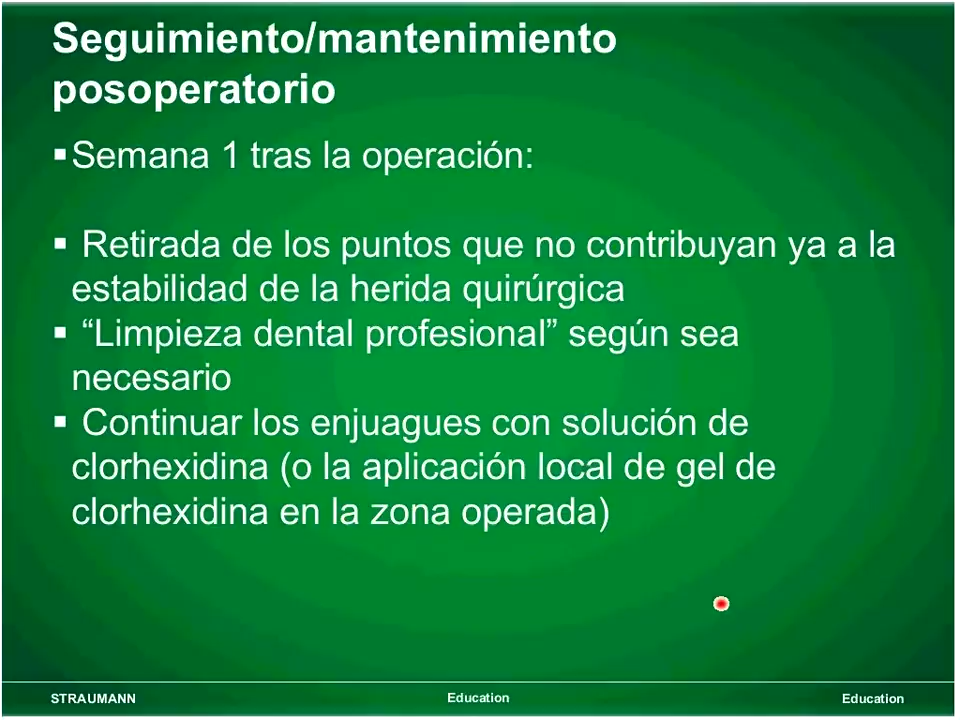 Seguimiento/mantenimiento
posoperatorio
▪Semana 1 tras la operación:
▪ Retirada de los puntos que no contribuyan ya a la
estabilidad de la herida quirúrgica
▪ “Limpieza dental profesional” según sea
necesario
▪ Continuar los enjuagues con solución de
clorhexidina (o la aplicación local de gel de
clorhexidina en la zona operada)
STRAUMANN Education Education